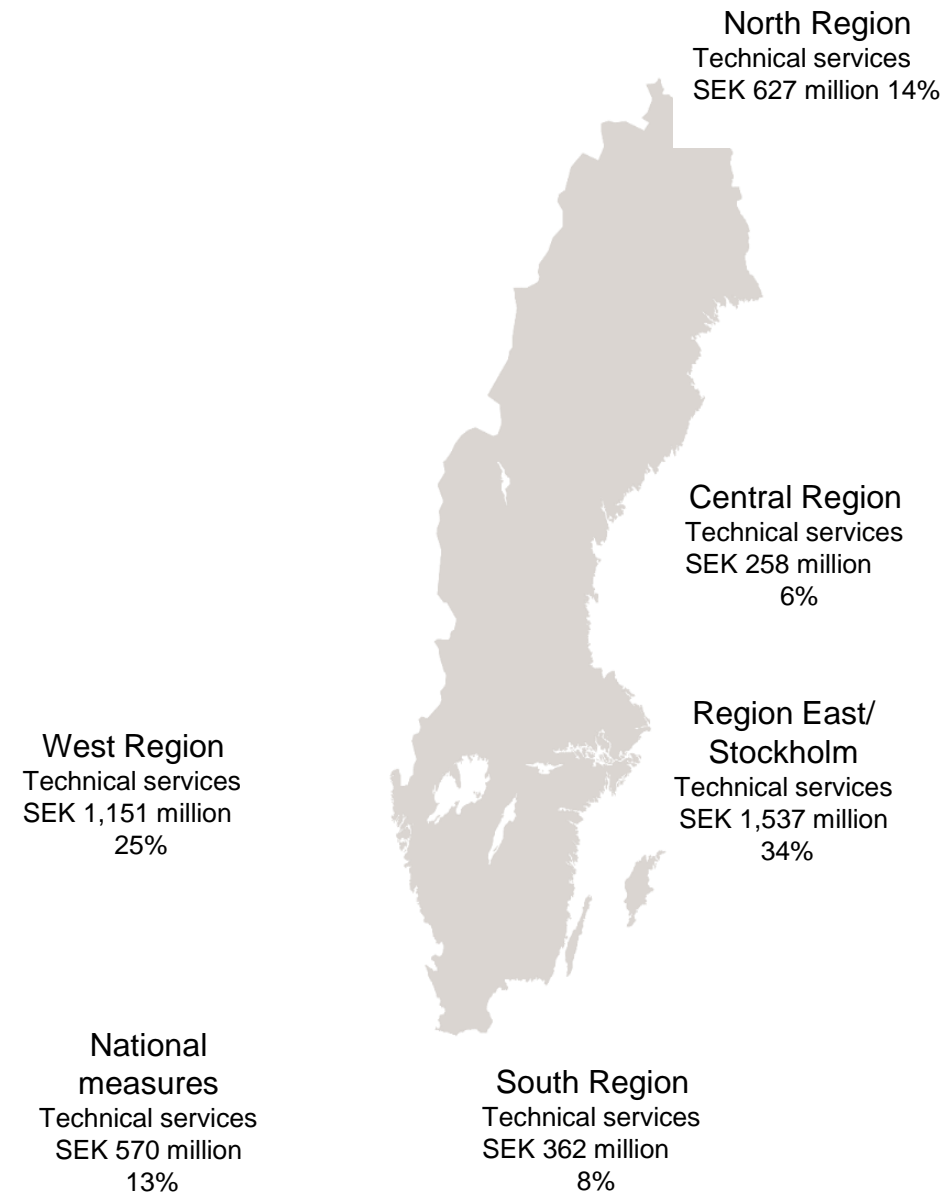 North Region
Technical services
SEK 627 million 14%
Central Region
Technical services
SEK 258 million
6%
Region East/
Stockholm
Technical services
SEK 1,537 million
34%
West Region
Technical services
SEK 1,151 million
25%
National
measures
Technical services
SEK 570 million
13%
South Region
Technical services
SEK 362 million
8%